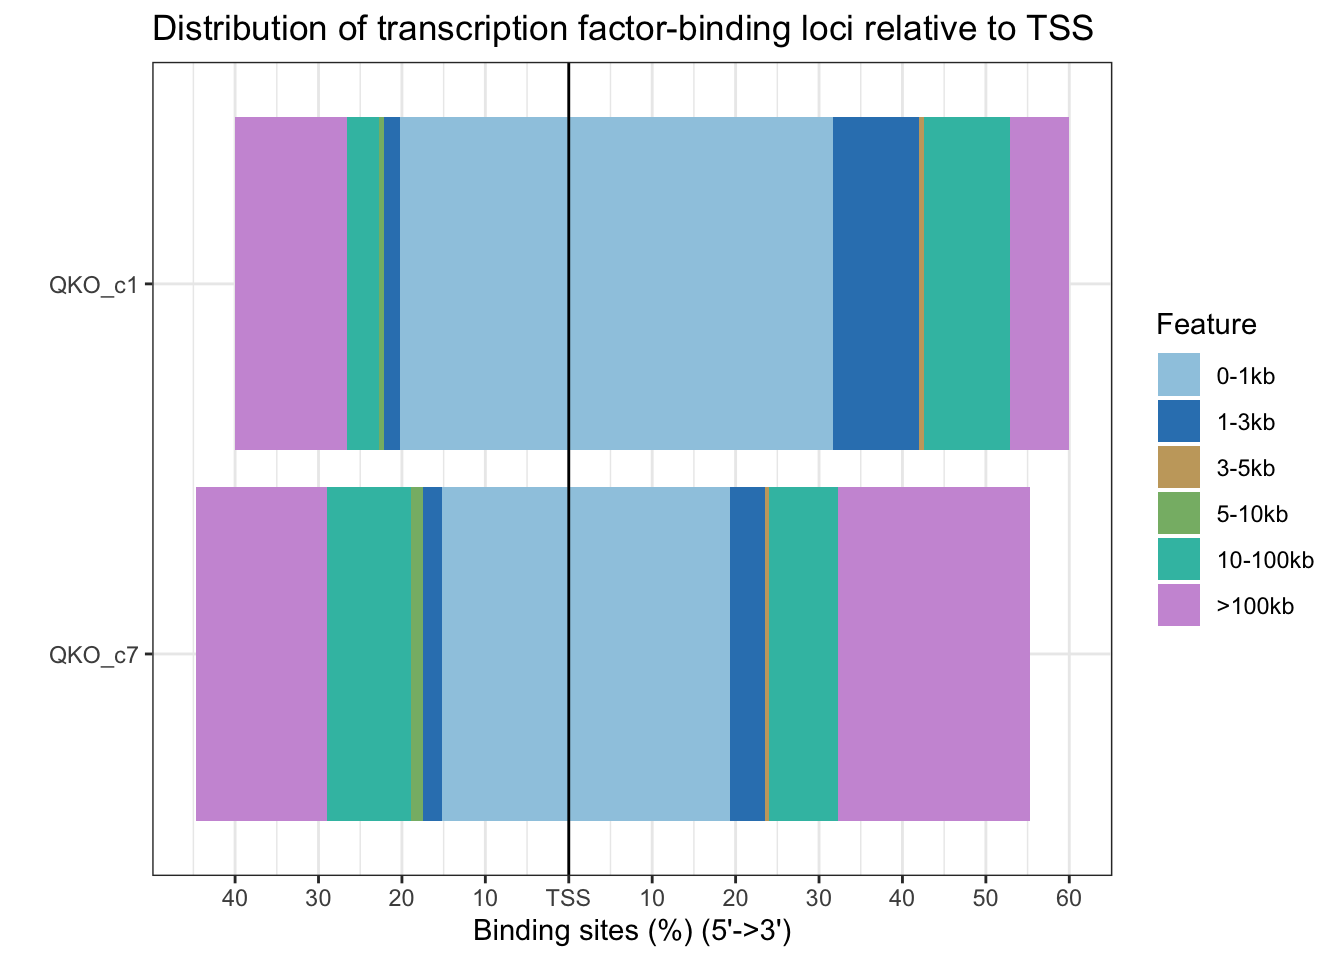 Distribution of transcription factor-binding loci relative to TSS
QKO_c1
QKO_c7
40 30 20 10 TSS 10 20 30 40 50 60
Binding sites (%) (5'->3')
Feature
0-1kb
1-3kb
3-5kb
5-10kb
10-100kb
>100kb